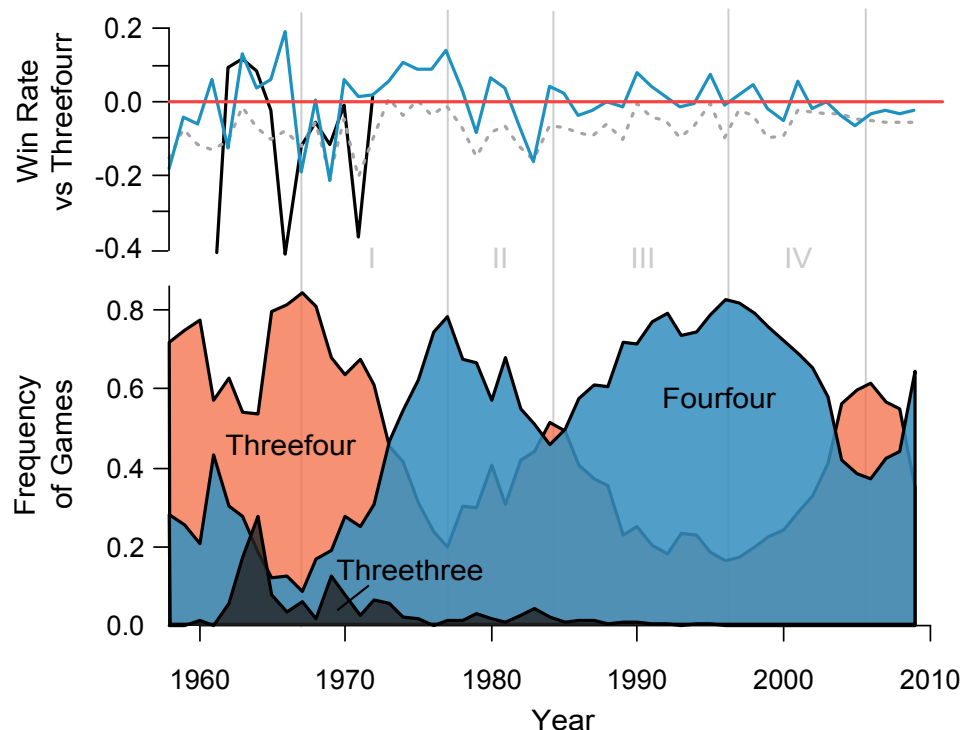 Win Rate
vs Threefourr
0.2
0.0
-0.2
-0.4
I
II
III
IV
Frequency
of Games
0.8
0.6
0.4
0.2
0.0
Threefour
Fourfour
Threethree
1960
1970
1980
1990
2000
2010
Year